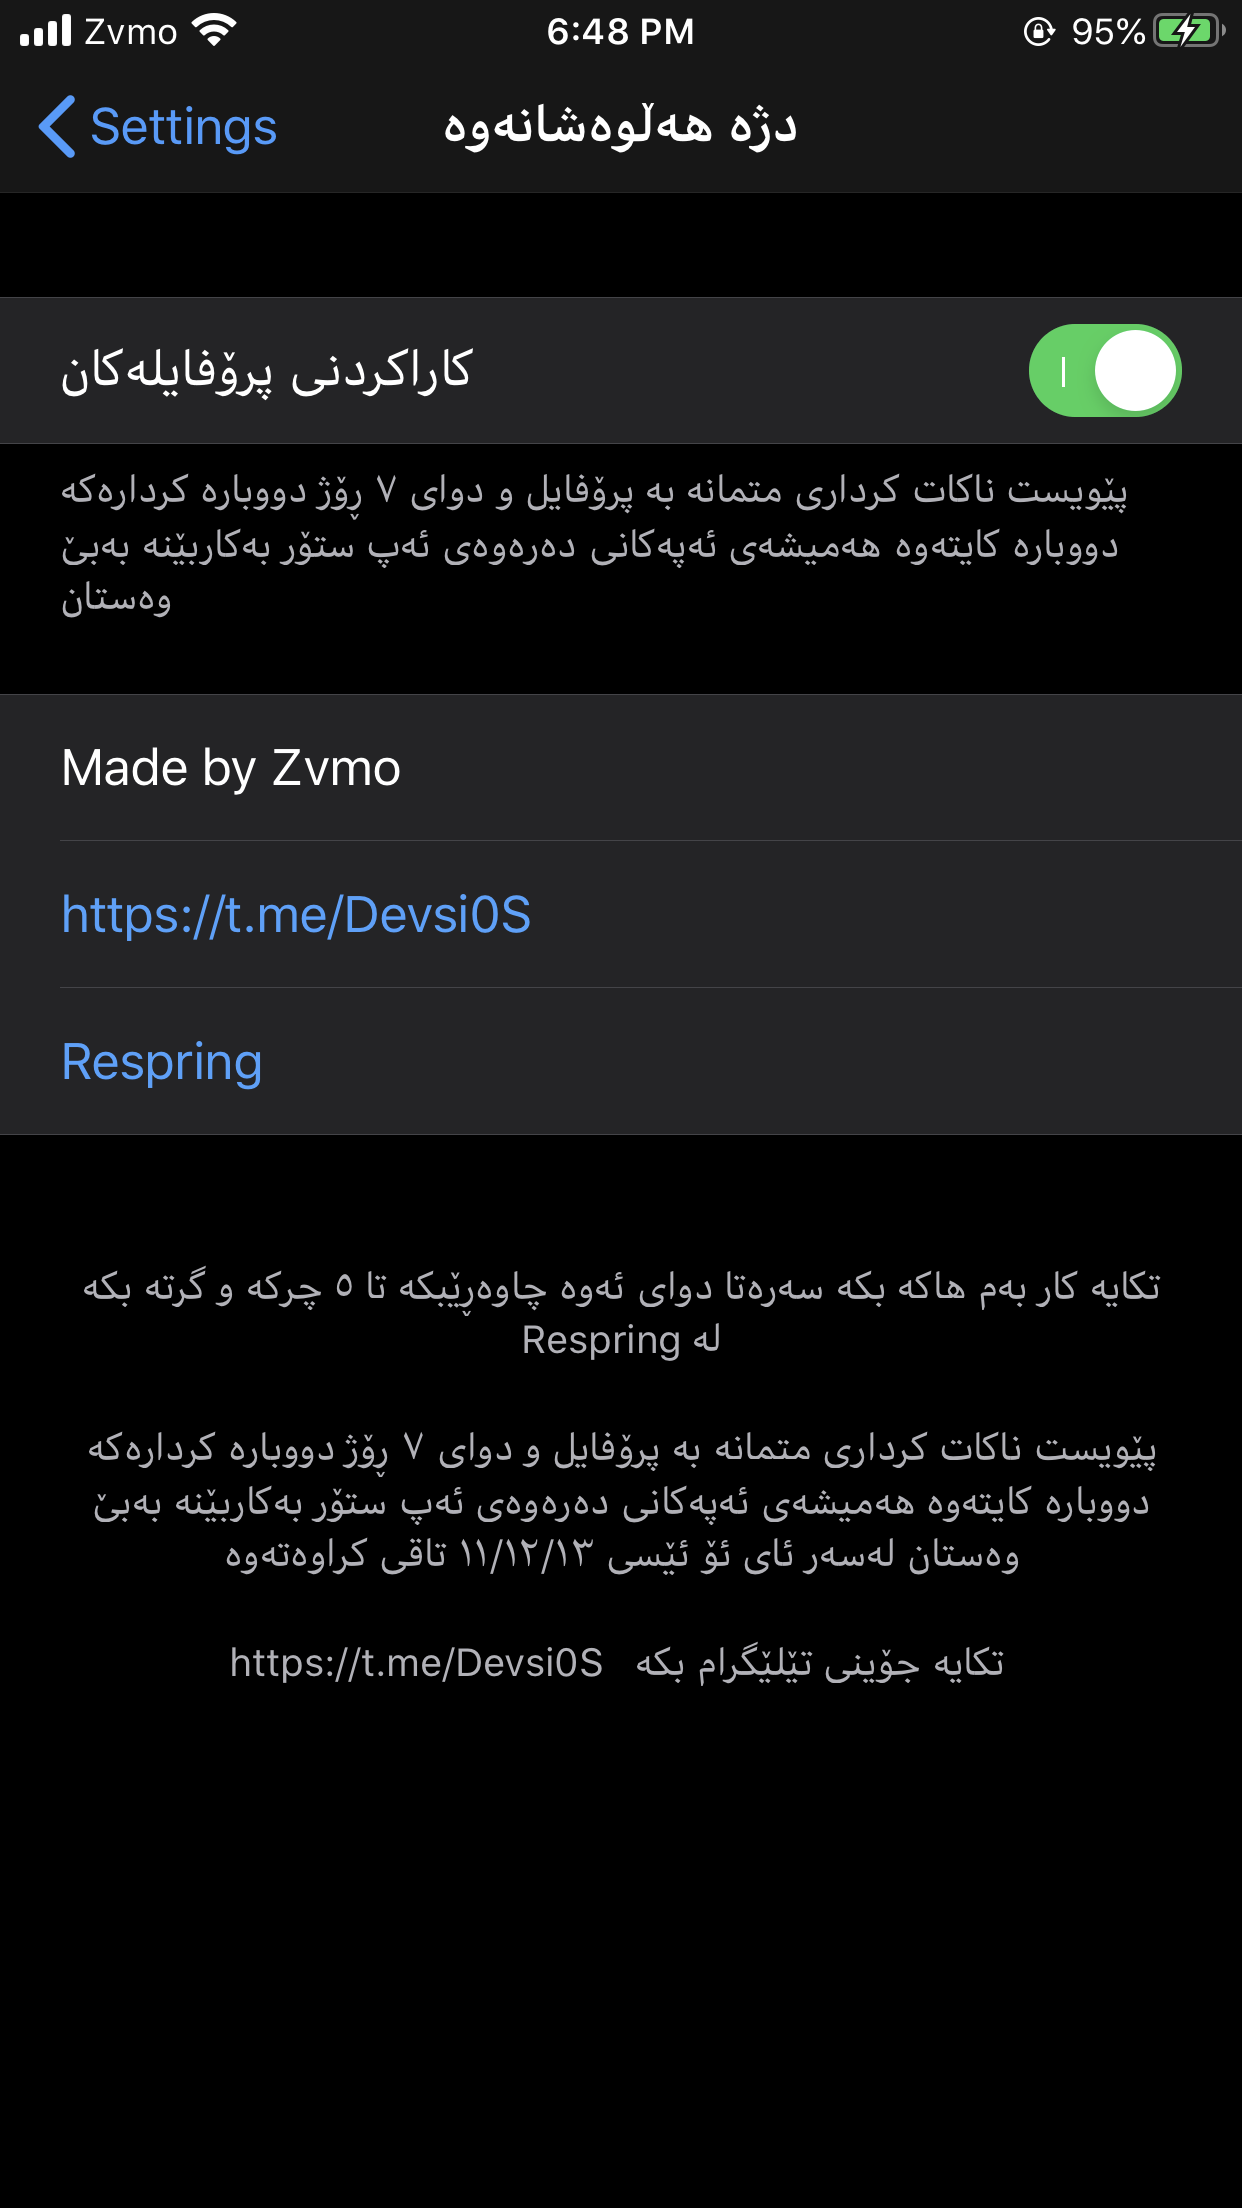 Zvmo
6:48 PM
95%
Settings
دژە هەڵوەشانەوە
کاراکردنی پرۆفایلەکان
پێویست ناکات کرداری متمانە بە پرۆفایل و دوای ٧ ڕۆژ دووبارە کردارەکە
دووبارە کایتەوە هەمیشەی ئەپەکانی دەرەوەی ئەپ ستۆر بەکاربێنە بەبێ
وەستان
Made by Zvmo
https://t.me/Devsi0S
Respring
تکایە کار بەم هاکە بکە سەرەتا دوای ئەوە چاوەڕێبکە تا ٥ چرکە و گرتە بکە
لە Respring
پێویست ناکات کرداری متمانە بە پرۆفایل و دوای ٧ ڕۆژ دووبارە کردارەکە
دووبارە کایتەوە هەمیشەی ئەپەکانی دەرەوەی ئەپ ستۆر بەکاربێنە بەبێ
وەستان لەسەر ئای ئۆ ئێسی ١١/١٢/١٣ تاقی کراوەتەوە
تکایە جۆینی تێلێگرام بکە https://t.me/Devsi0S